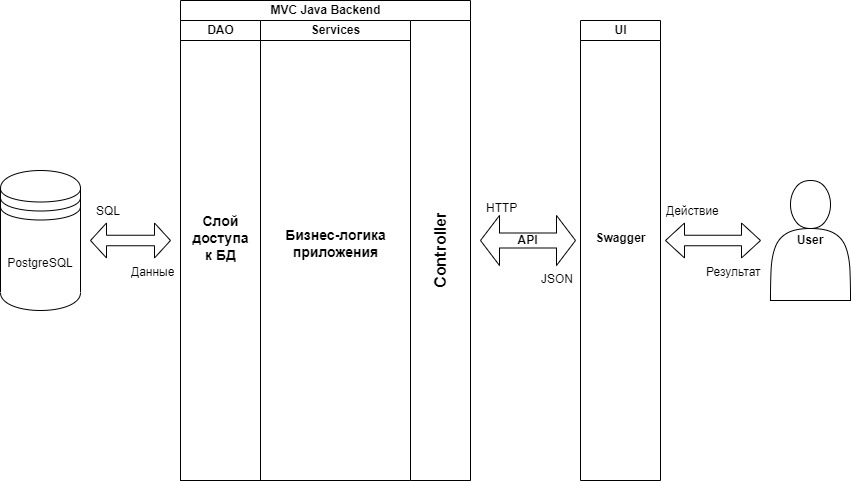 MVC Java Backend
DAO
Services
UI
PostgreSQL
SQL
Данные
Слой
доступа
к БД
Бизнес-логика
приложения
Controller
HTTP
API
JSON
Swagger
Действие
Результат
User